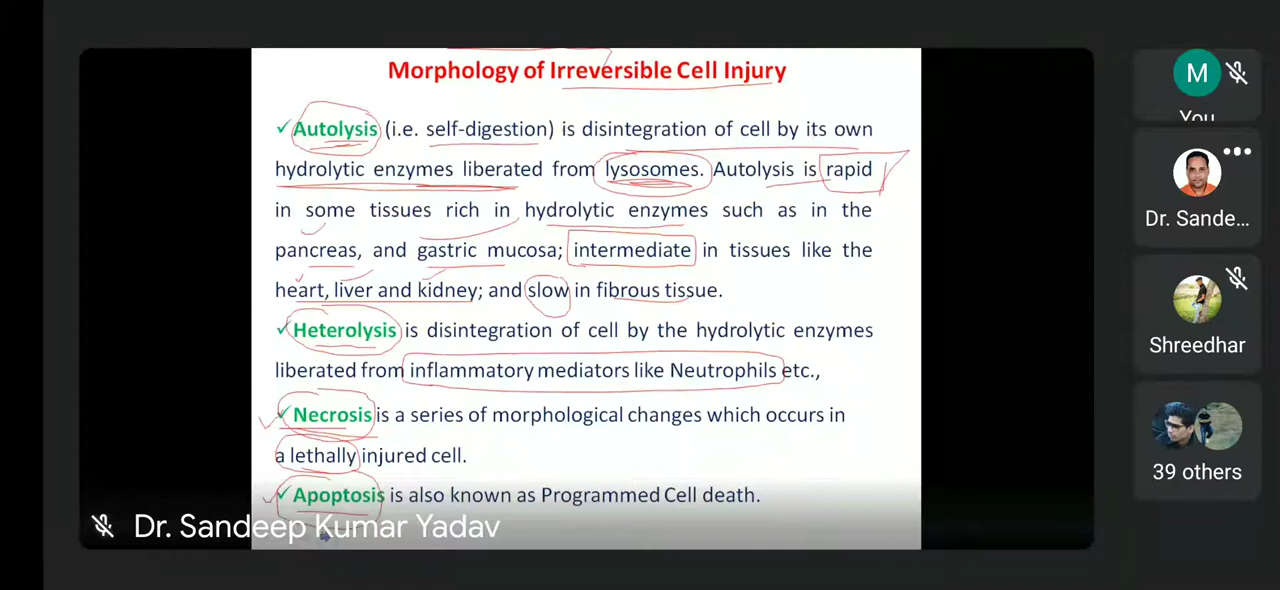 Morphology of Irreversible Cell Injury
✓ Autolysis (i.e. self-digestion) is disintegration of cell by its own
hydrolytic enzymes liberated from lysosomes. Autolysis is rapid
in some tissues rich in hydrolytic enzymes such as in the
pancreas, and gastric mucosa; intermediate in tissues like the
heart, liver and kidney; and slow in fibrous tissue.
✓ Heterolysis is disintegration of cell by the hydrolytic enzymes
liberated from inflammatory mediators like Neutrophils etc.,
✓ Necrosis is a series of morphological changes which occurs in
a lethally injured cell.
✓ Apoptosis is also known as Programmed Cell death.
Dr. Sandeep Kumar Yadav
M
You
Dr. Sande...
Shreedhar
39 others